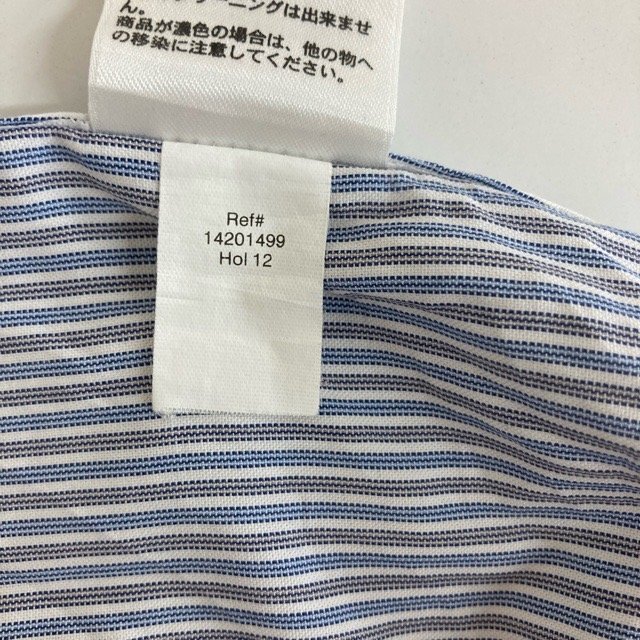 クリーニングは出来ませ
ん。
商品が濃色の場合は、他の物へ
の移染に注意してください。
Ref#
14201499
Hol 12